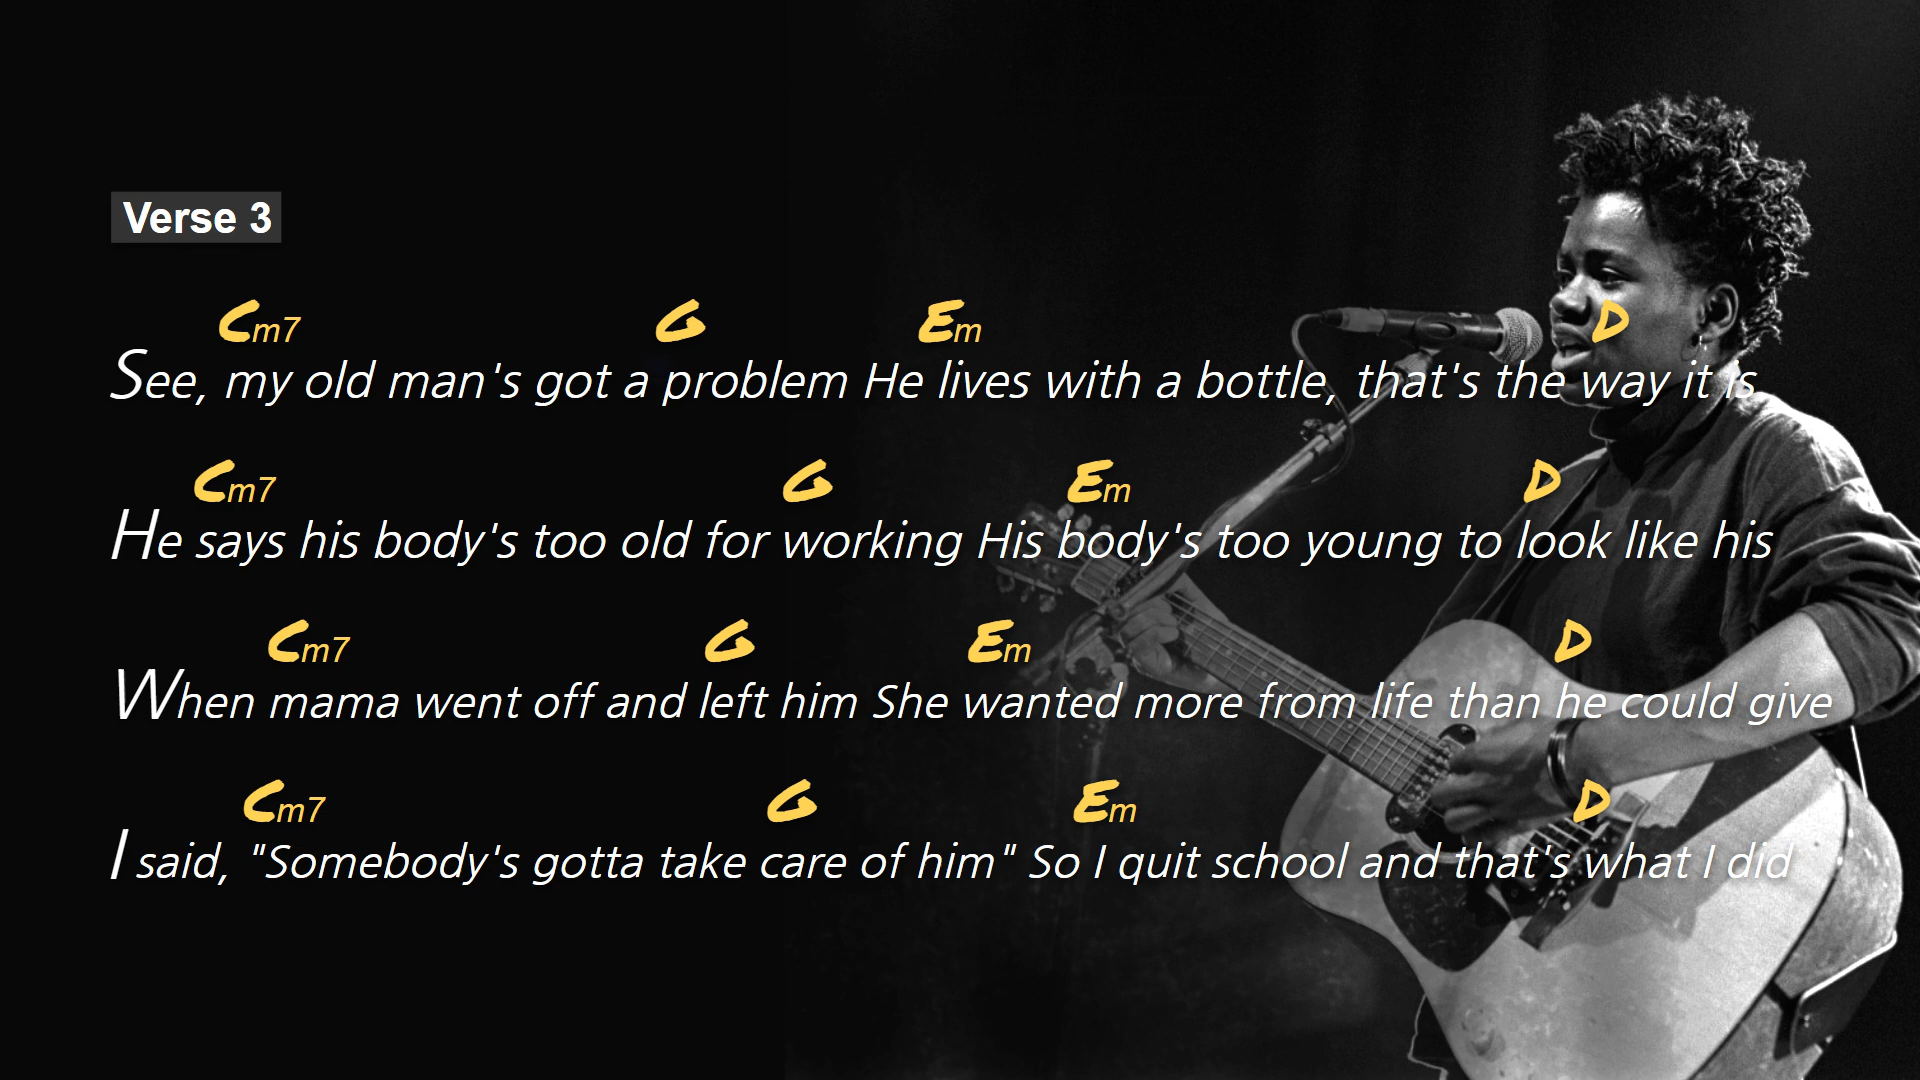 Verse 3
Cm7 G Em D
See, my old man's got a problem He lives with a bottle, that's the way it is
Cm7 G Em D
He says his body's too old for working His body's too young to look like his
Cm7 G Em D
When mama went off and left him She wanted more from life than he could give
Cm7 G Em D
I said, "Somebody's gotta take care of him" So I quit school and that's what I did